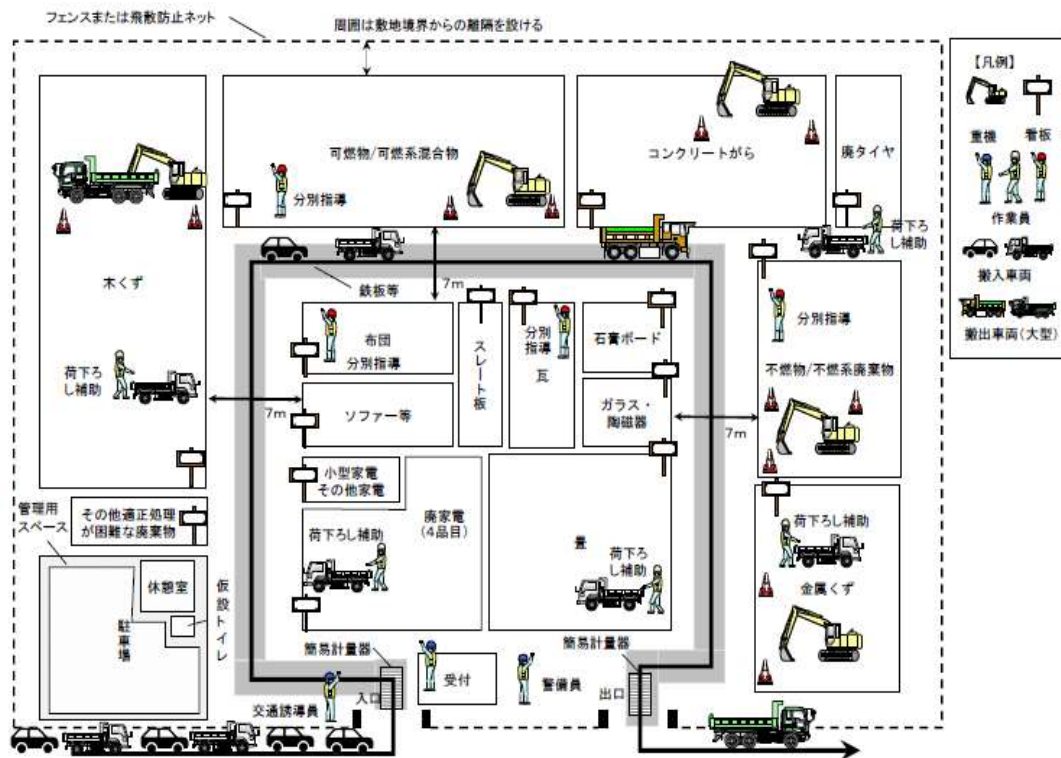 フェンスまたは飛散防止ネット
周囲は敷地境界からの離隔を設ける
【凡例】
重機
看板
作業員
搬入車両
搬出車両(大型)
可燃物/可燃系混合物
分別指導
コンクリートがら
廃タイヤ
荷下ろ
し補助
木くず
鉄板等
7m
布団
分別指導
スレート板
分別
指導
瓦
石膏ボード
分別指導
不燃物/不燃系廃棄物
荷下ろ
し補助
7m
ソファー等
ガラス・
陶磁器
7m
小型家電
その他家電
廃家電
(4品目)
荷下ろし補助
畳
荷下ろ
し補助
荷下ろし補助
金属くず
管理用
スペース
その他適正処理
が困難な廃棄物
休憩室
仮設トイレ
駐車場
簡易計量器
受付
簡易計量器
警備員
入口
出口
交通誘導員